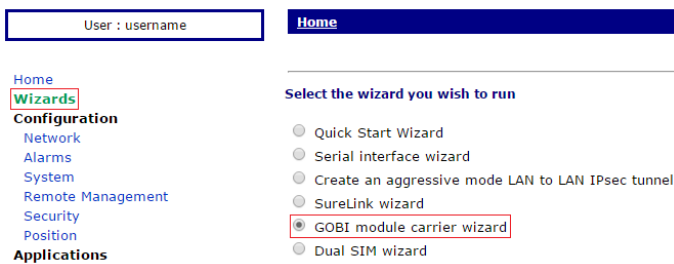 User : username
Home
Home
Wizards
Configuration
Network
Alarms
System
Remote Management
Security
Position
Applications
Select the wizard you wish to run
Quick Start Wizard
Serial interface wizard
Create an aggressive mode LAN to LAN IPsec tunnel
SureLink wizard
GOBI module carrier wizard
Dual SIM wizard